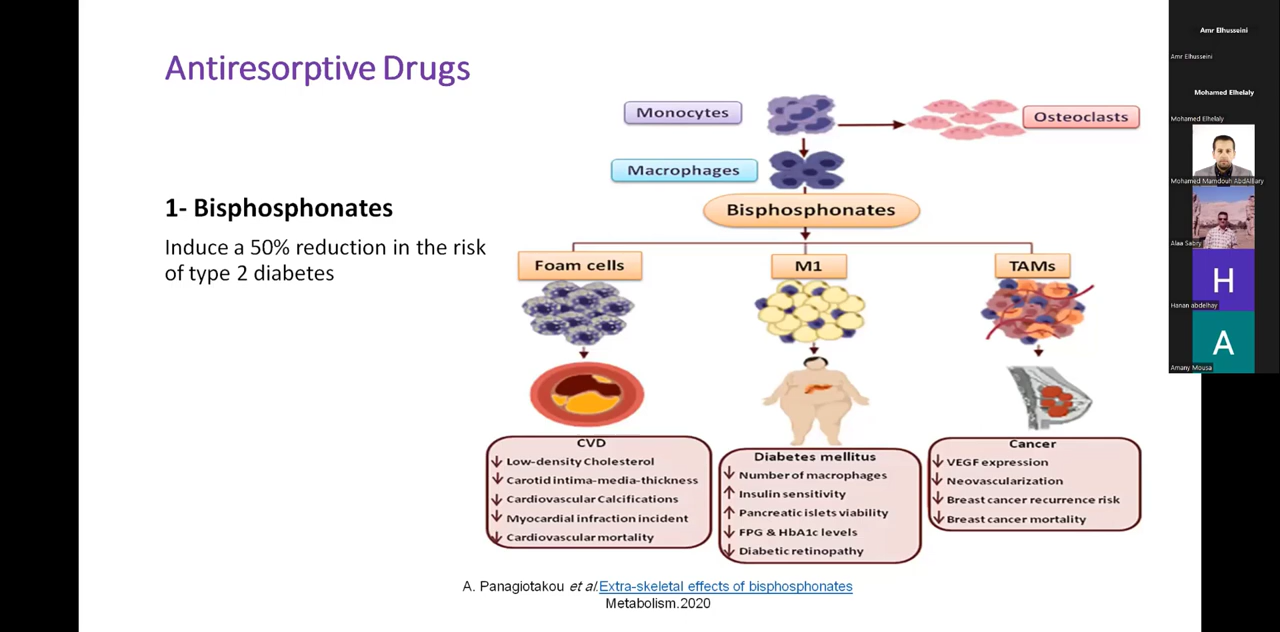 Antiresorptive Drugs
1- Bisphosphonates
Induce a 50% reduction in the risk
of type 2 diabetes
Monocytes
Osteoclasts
Macrophages
Bisphosphonates
Foam cells
M1
TAMs
CVD
↓ Low-density Cholesterol
↓ Carotid intima-media-thickness
↓ Cardiovascular Calcifications
↓ Myocardial infraction incident
↓ Cardiovascular mortality
Diabetes mellitus
↓ Number of macrophages
↑ Insulin sensitivity
↑ Pancreatic islets viability
↓ FPG & HbA1c levels
↓ Diabetic retinopathy
Cancer
↓ VEGF expression
↓ Neovascularization
↓ Breast cancer recurrence risk
↓ Breast cancer mortality
A. Panagiotakou et al.Extra-skeletal effects of bisphosphonates
Metabolism.2020
Amr Elhusseini
Amr Elhusseini
Mohamed Elhelaly
Mohamed Elhelaly
Mohamed Mamdouh AbdAlBary
Alaa Sabry
H
Hanan abdelhay
A
Amany Mousa